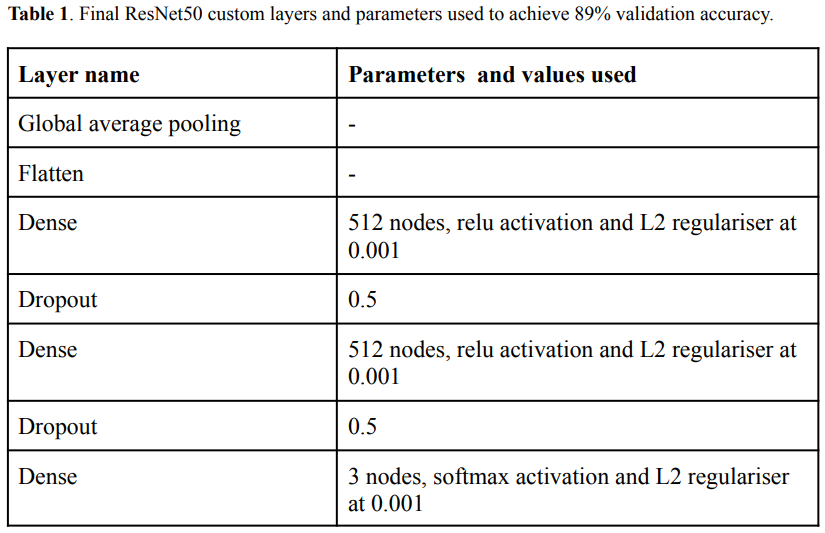 Table 1. Final ResNet50 custom layers and parameters used to achieve 89% validation accuracy.
Layer name
Parameters and values used
Global average pooling
-
Flatten
-
Dense
512 nodes, relu activation and L2 regulariser at
0.001
Dropout
0.5
Dense
512 nodes, relu activation and L2 regulariser at
0.001
Dropout
0.5
Dense
3 nodes, softmax activation and L2 regulariser
at 0.001